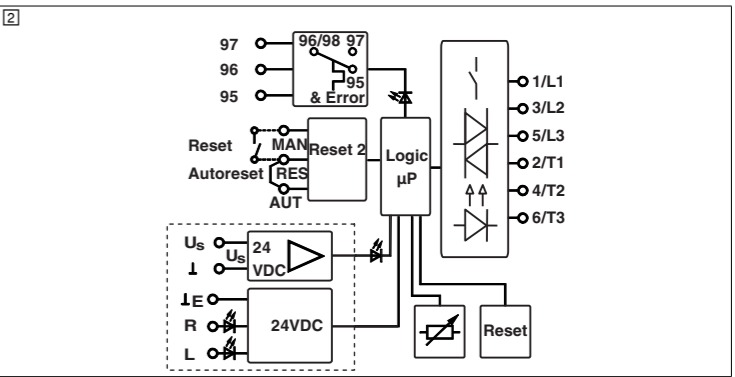 2
97
96
95
96/98 97
95
& Error
Reset
Autoreset
MAN
RES
AUT
Reset 2
Logic
µP
1/L1
3/L2
5/L3
2/T1
4/T2
6/T3
Us
Us
24
VDC
E
R
L
24VDC
Reset